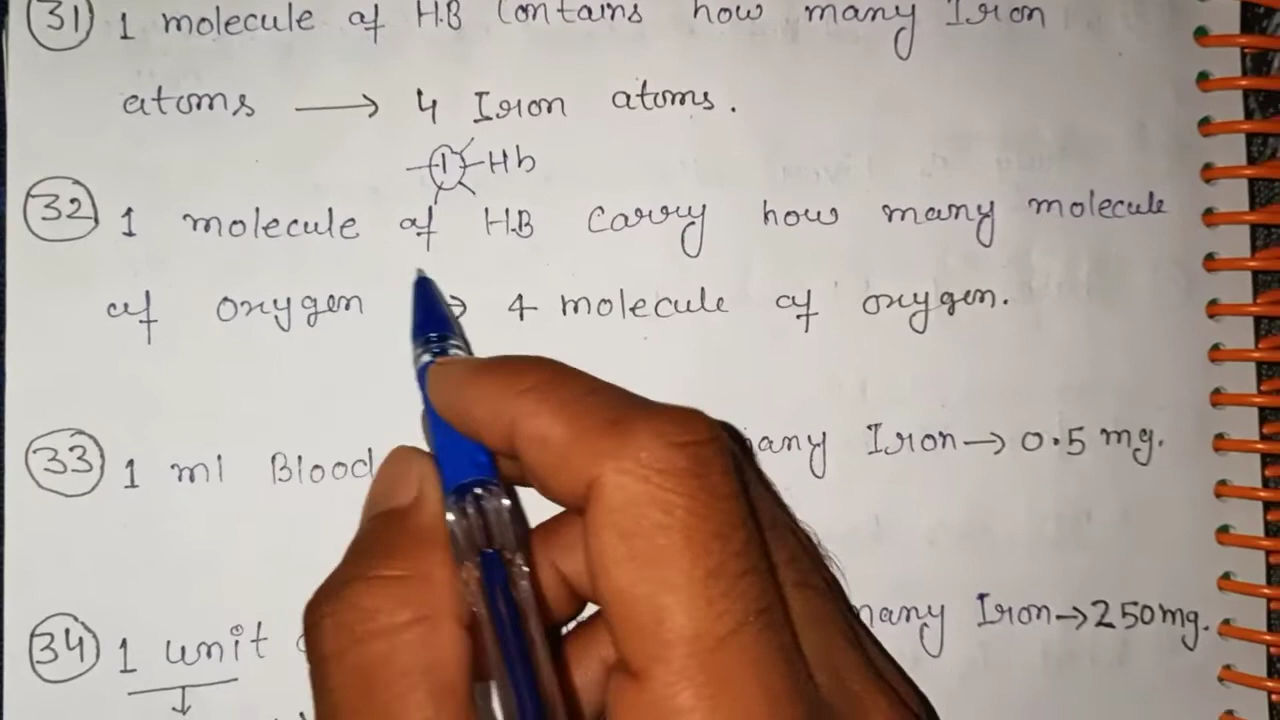 31) 1 molecule of H.B Contains how many Iron
atoms → 4 Iron atoms.
1 Hb
32) 1 molecule of H.B carry how many molecule
of oxygen → 4 molecule of oxygen.
33) 1 ml Blood many Iron → 0.5 mg.
34) 1 unit many Iron → 250 mg.